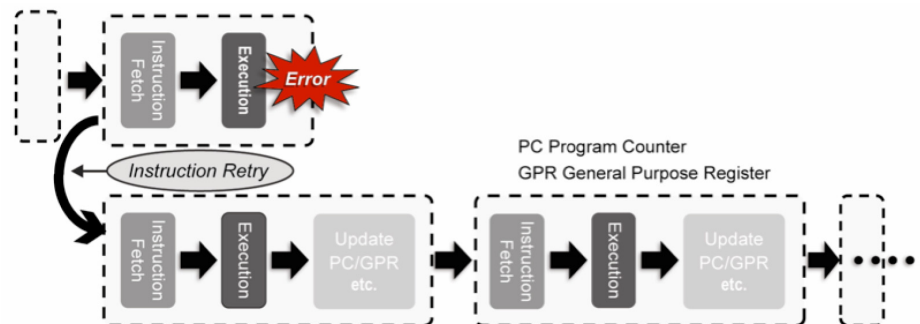 Instruction
Fetch
Execution
Error
Instruction Retry
PC Program Counter
GPR General Purpose Register
Instruction
Fetch
Execution
Update
PC/GPR
etc.
Instruction
Fetch
Execution
Update
PC/GPR
etc.